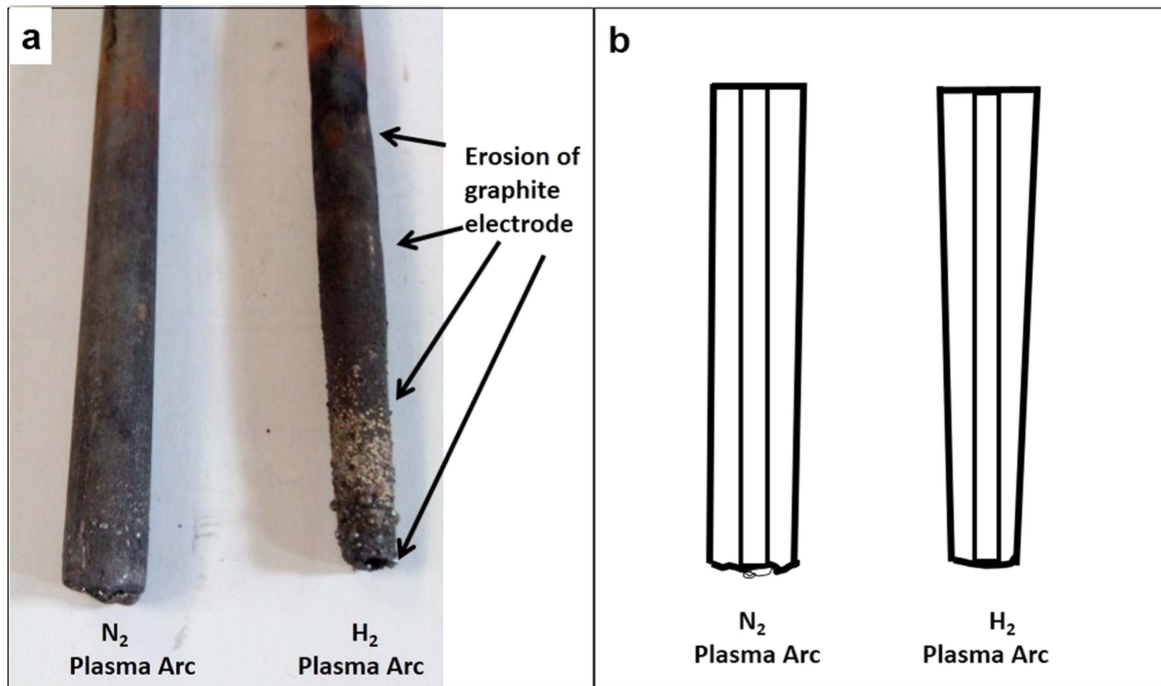 a
Erosion of
graphite
electrode
N₂
Plasma Arc
H₂
Plasma Arc
b
N₂
Plasma Arc
H₂
Plasma Arc